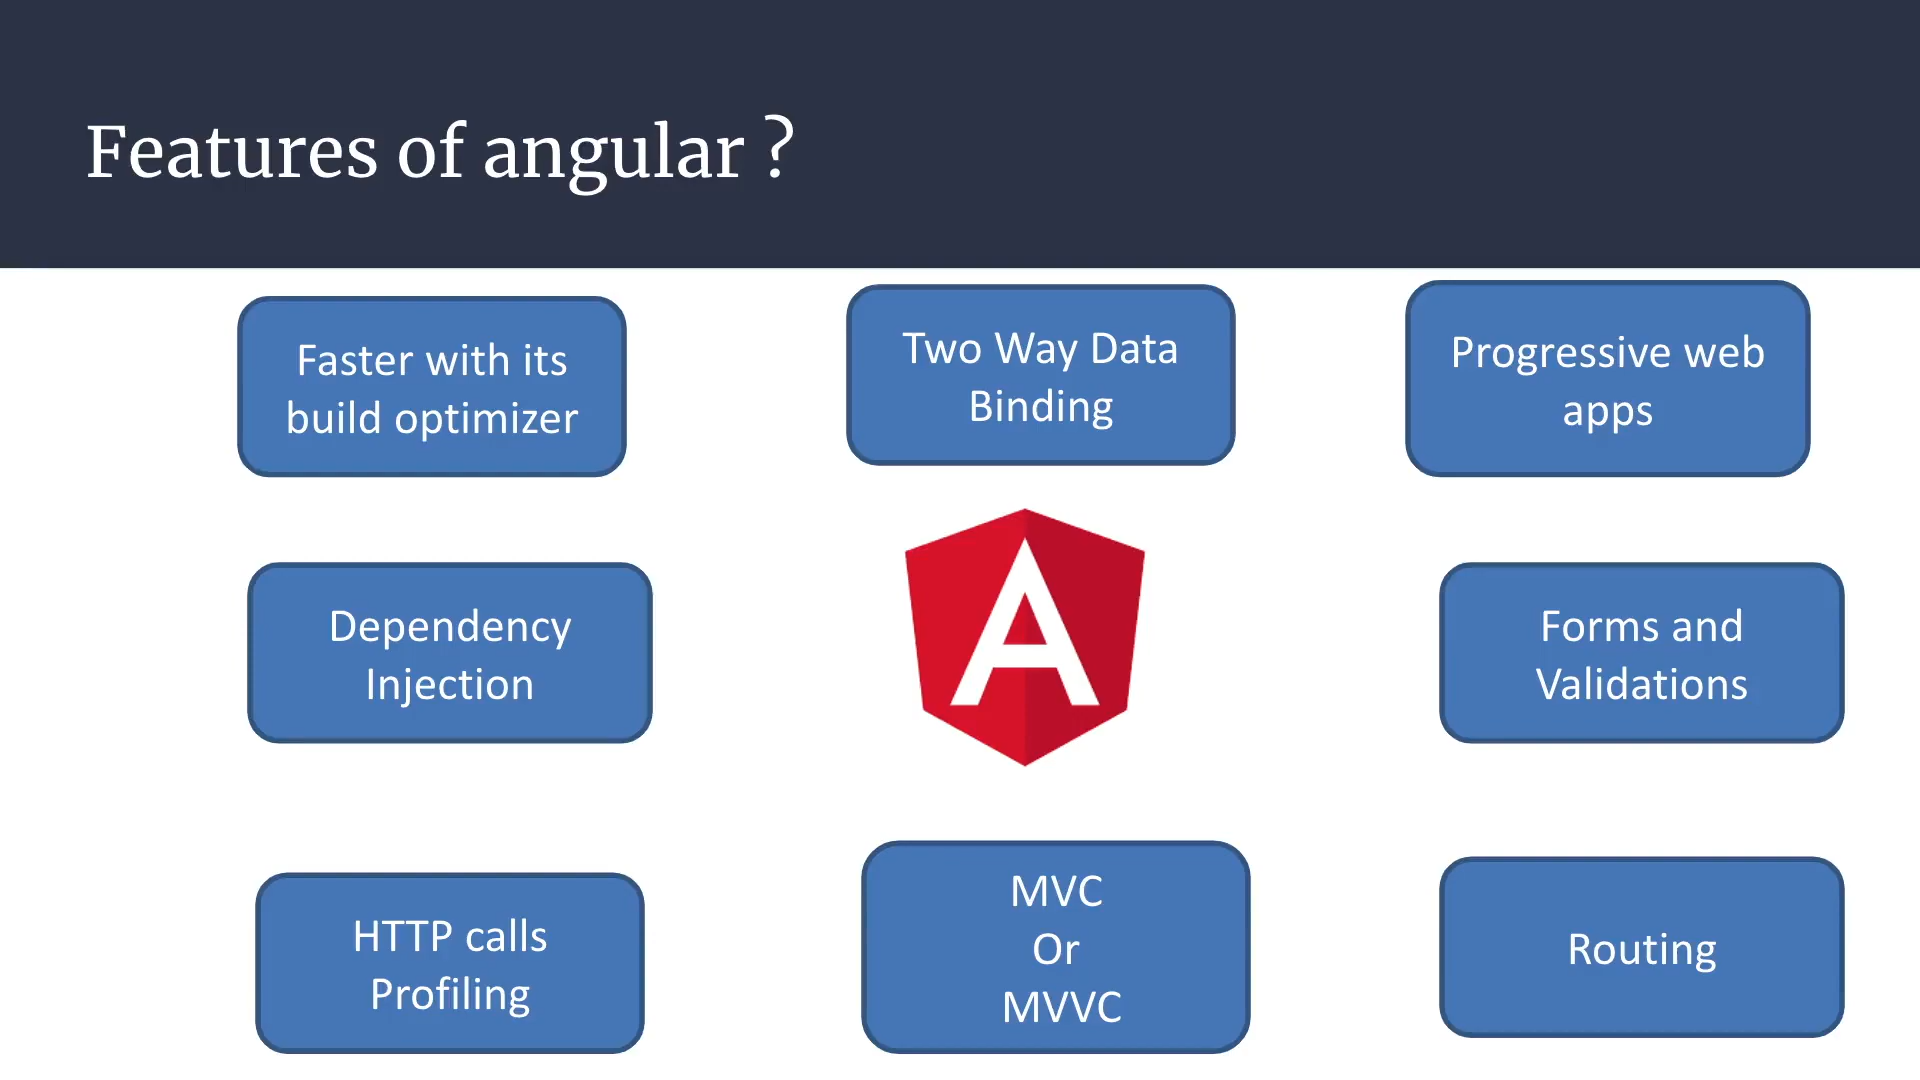 Features of angular ?
Faster with its
build optimizer
Two Way Data
Binding
Progressive web
apps
Dependency
Injection
A
Forms and
Validations
HTTP calls
Profiling
MVC
Or
MVVC
Routing